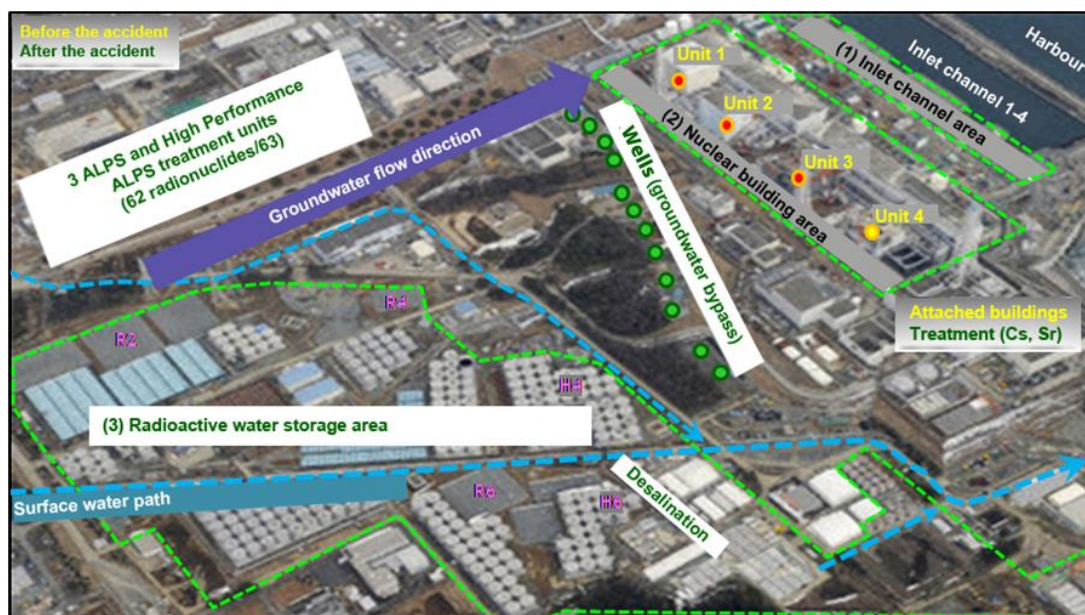 Before the accident
After the accident
3 ALPS and High Performance
ALPS treatment units
(62 radionuclides/63)
Groundwater flow direction
Wells (groundwater bypass)
Unit 1
Unit 2
Unit 3
Unit 4
(1) Inlet channel area
(2) Nuclear building area
Inlet channel 1-4
Harbour
Attached buildings
Treatment (Cs, Sr)
R2
R4
H4
(3) Radioactive water storage area
Surface water path
R6
H6
Desalination